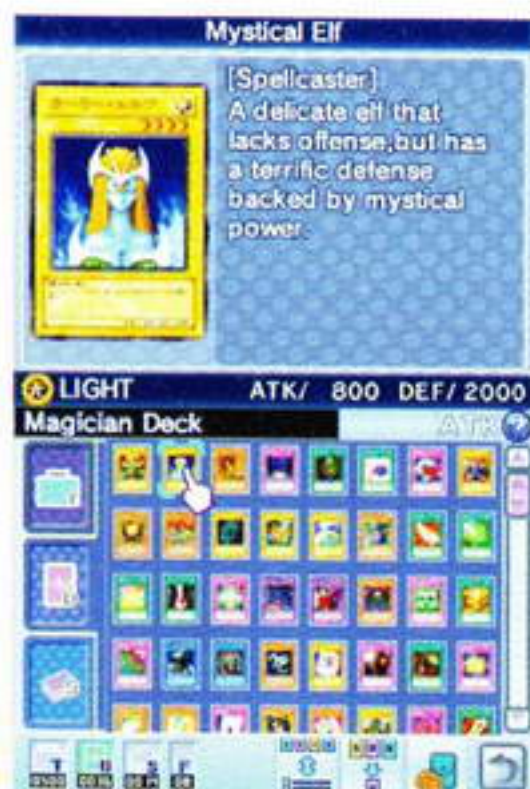 Mystical Elf
[Spellcaster]
A delicate elf that
lacks offense,but has
a terrific defense
backed by mystical
power.
LIGHT ATK/ 800 DEF/ 2000
Magician Deck
ATK ?
T S F